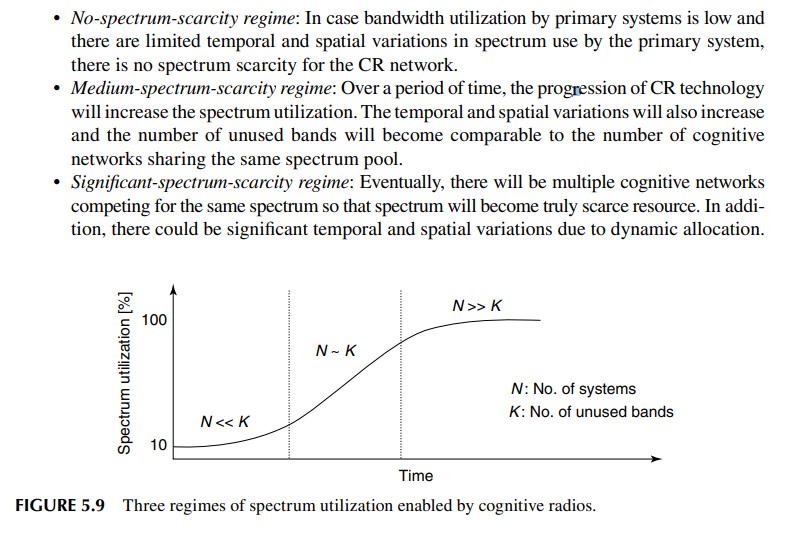 • No-spectrum-scarcity regime: In case bandwidth utilization by primary systems is low and
there are limited temporal and spatial variations in spectrum use by the primary system,
there is no spectrum scarcity for the CR network.
• Medium-spectrum-scarcity regime: Over a period of time, the progression of CR technology
will increase the spectrum utilization. The temporal and spatial variations will also increase
and the number of unused bands will become comparable to the number of cognitive
networks sharing the same spectrum pool.
• Significant-spectrum-scarcity regime: Eventually, there will be multiple cognitive networks
competing for the same spectrum so that spectrum will become truly scarce resource. In addi-
tion, there could be significant temporal and spatial variations due to dynamic allocation.
Spectrum utilization [%]
100
10
N << K
N ~ K
N >> K
N: No. of systems
K: No. of unused bands
Time
FIGURE 5.9 Three regimes of spectrum utilization enabled by cognitive radios.